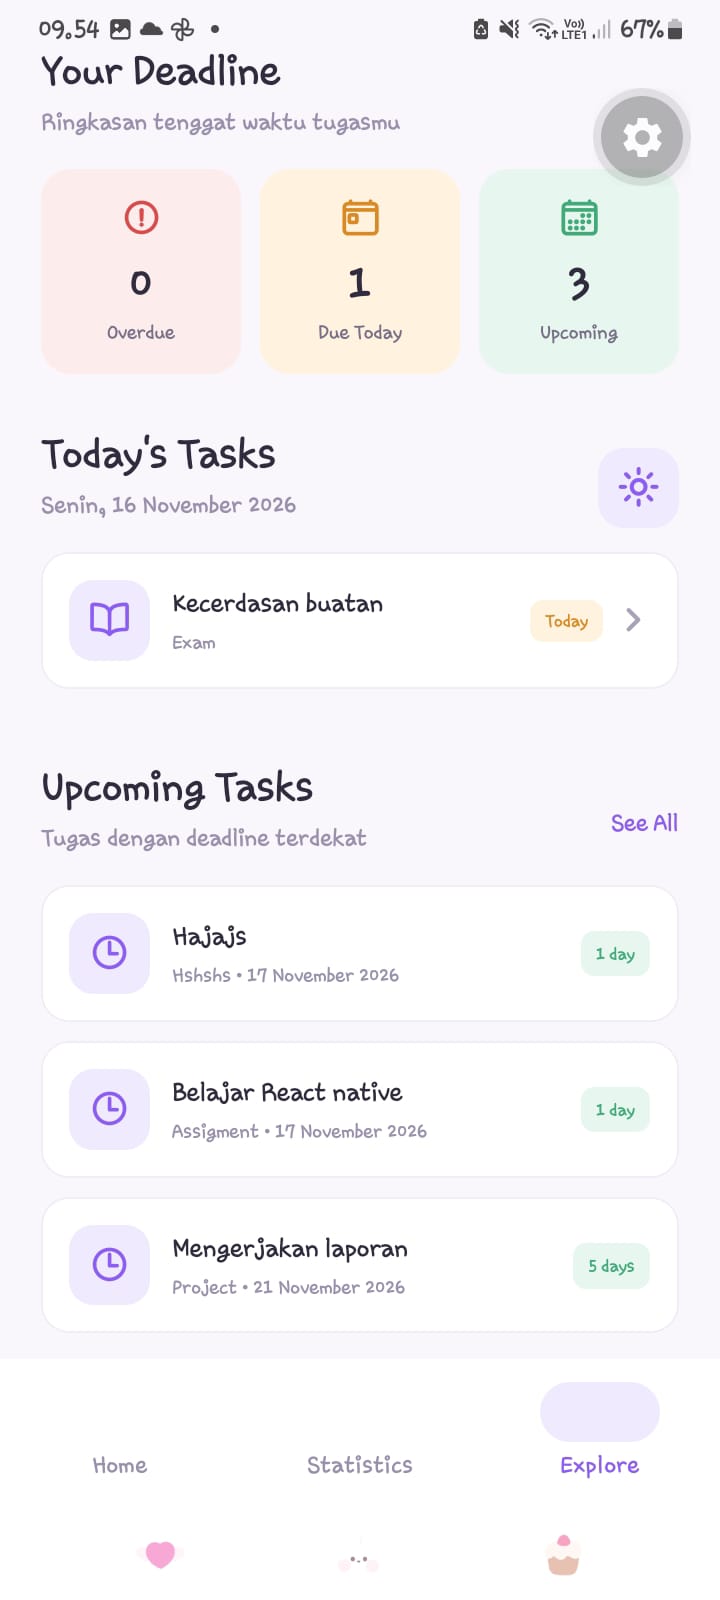 09.54
Vo))
LTE1
67%
Your Deadline
Ringkasan tenggat waktu tugasmu
0
Overdue
1
Due Today
3
Upcoming
Today's Tasks
Senin, 16 November 2026
Kecerdasan buatan
Exam
Today
Upcoming Tasks
Tugas dengan deadline terdekat
See All
Hajajs
Hshshs • 17 November 2026
1 day
Belajar React native
Assigment • 17 November 2026
1 day
Mengerjakan laporan
Project • 21 November 2026
5 days
Home
Statistics
Explore